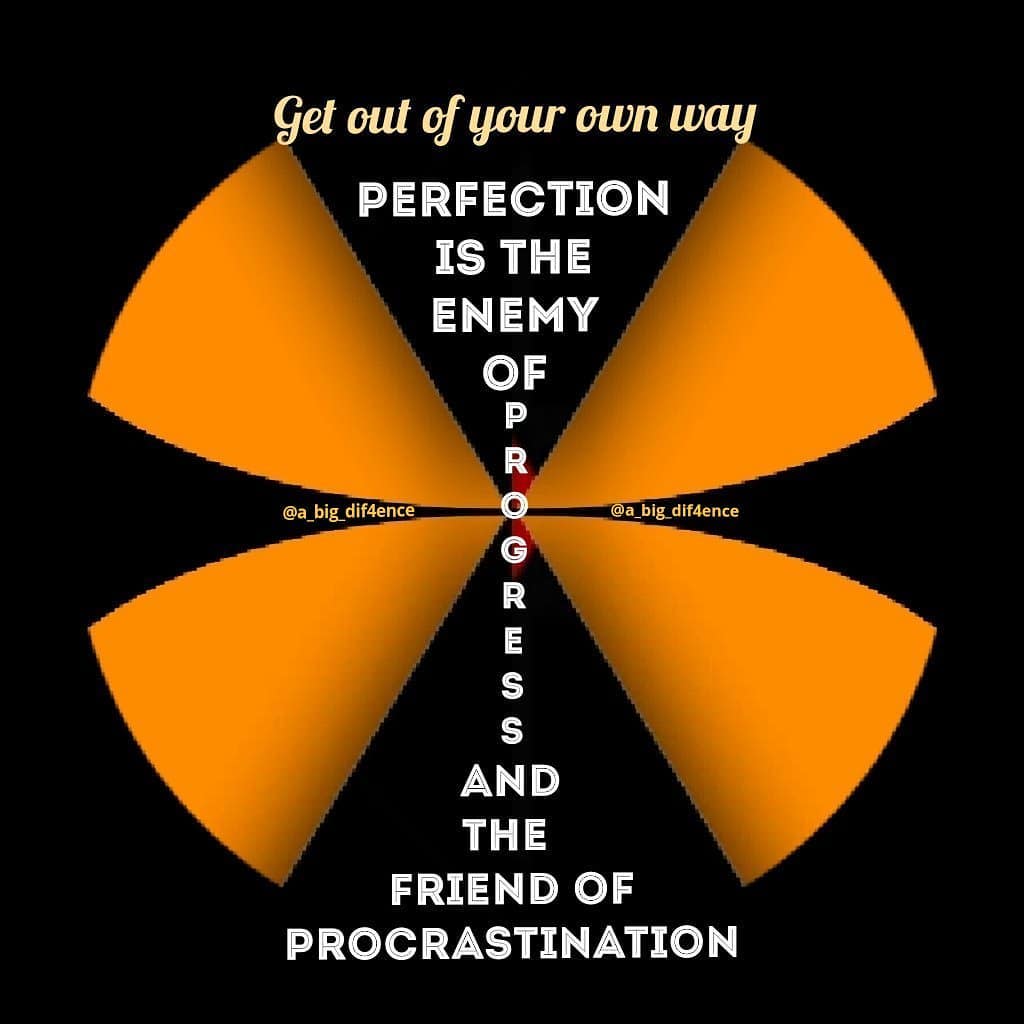 Get out of your own way
PERFECTION
IS THE
ENEMY
OF
P
R
O
G
R
E
S
S
@a_big_dif4ence @a_big_dif4ence
AND
THE
FRIEND OF
PROCRASTINATION